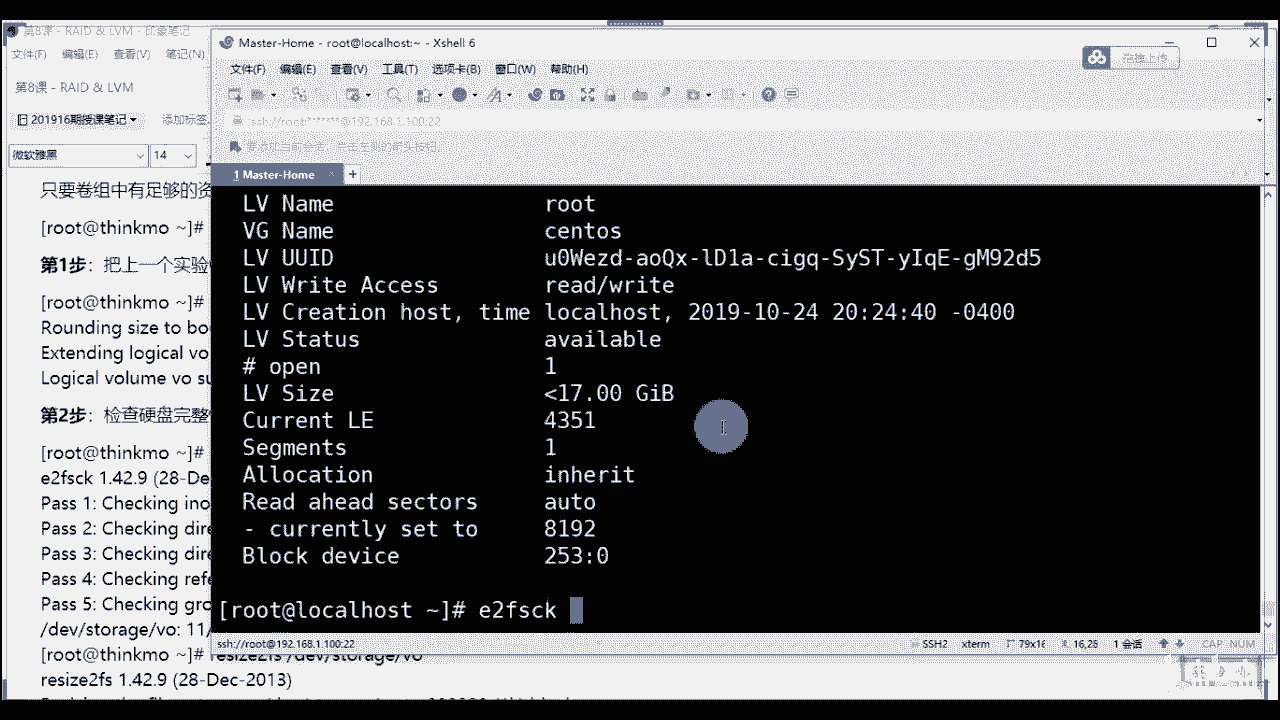 第8课 - RAID & LVM - 印象笔记
文件(F) 编辑(E) 查看(V) 笔记(N)
第8课 - RAID & LVM
201916期授课笔记 添加标签
微软雅黑 14
只要卷组中有足够的资
[root@thinkmo ~]#
第1步：把上一个实验
[root@thinkmo ~]#
Rounding size to bo
Extending logical vo
Logical volume vo su
第2步：检查硬盘完整
[root@thinkmo ~]#
e2fsck 1.42.9 (28-De
Pass 1: Checking ino
Pass 2: Checking dire
Pass 3: Checking dire
Pass 4: Checking refe
Pass 5: Checking gro
/dev/storage/vo: 11/
[root@thinkmo ~]# resize2fs /dev/storage/vo
resize2fs 1.42.9 (28-Dec-2013)
Master-Home - root@localhost:~ - Xshell 6
文件(F) 编辑(E) 查看(V) 工具(T) 选项卡(B) 窗口(W) 帮助(H)
拖拽上传
ssh://root:*******@192.168.1.100:22
要添加当前会话，点击左侧的箭头按钮。
1 Master-Home × +
LV Name root
VG Name centos
LV UUID u0Wezd-aoQx-lD1a-cigq-SyST-yIqE-gM92d5
LV Write Access read/write
LV Creation host, time localhost, 2019-10-24 20:24:40 -0400
LV Status available
# open 1
LV Size <17.00 GiB
Current LE 4351
Segments 1
Allocation inherit
Read ahead sectors auto
- currently set to 8192
Block device 253:0
[root@localhost ~]# e2fsck
ssh://root@192.168.1.100:22 SSH2 xterm 79x16 16,28 1 会话 CAP NUM